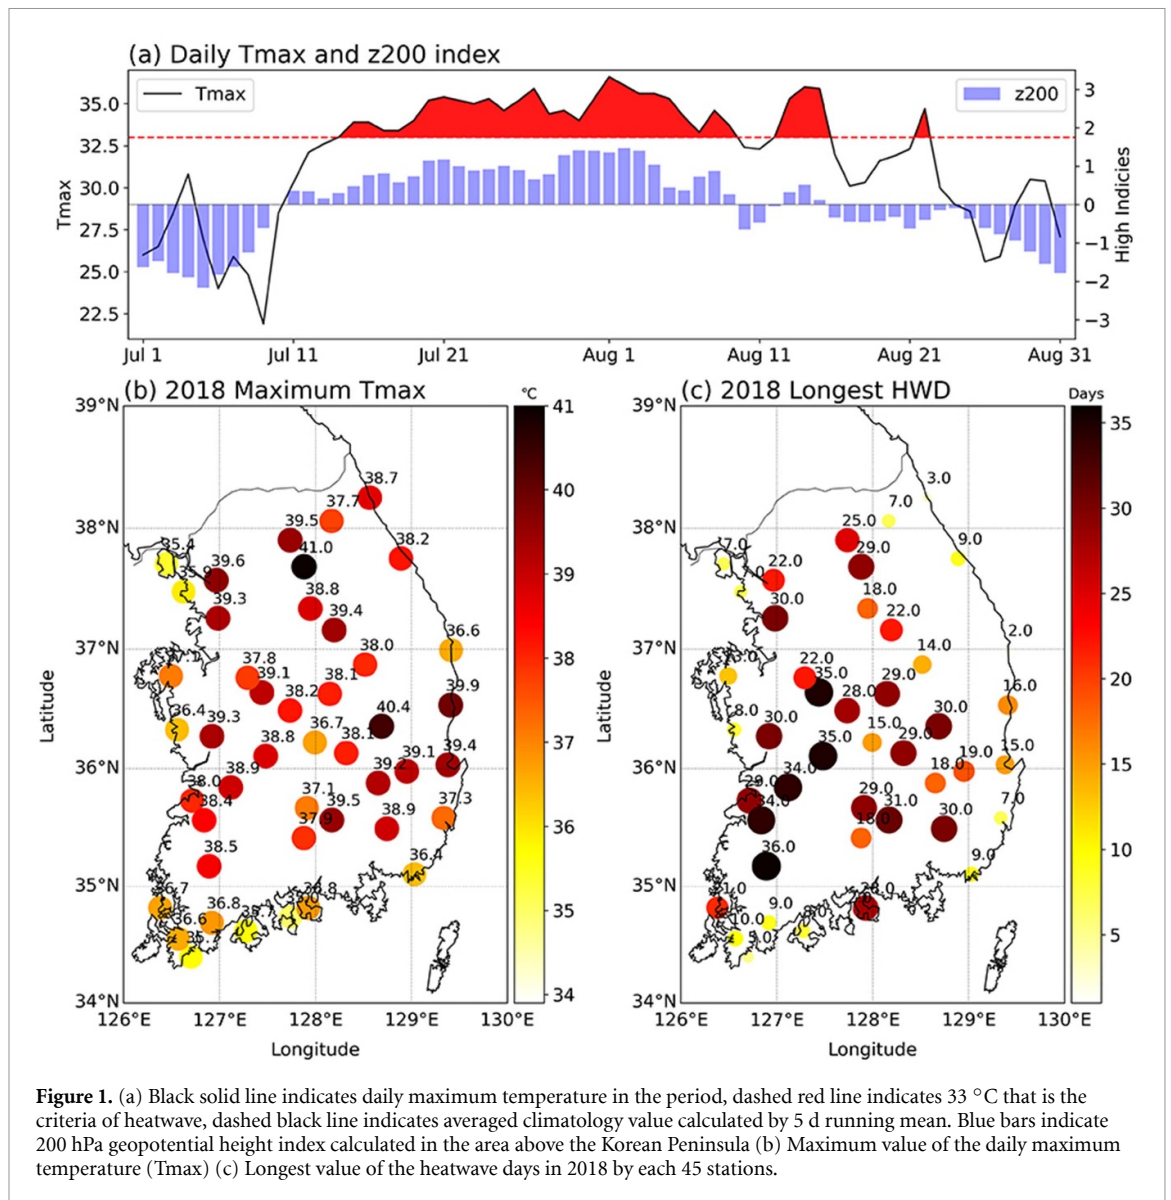 (a) Daily Tmax and z200 index
Tmax
z200
35.0
32.5
30.0
27.5
25.0
22.5
Tmax
3
2
1
0
−1
−2
−3
High Indicies
Jul 1
Jul 11
Jul 21
Aug 1
Aug 11
Aug 21
Aug 31
(b) 2018 Maximum Tmax
°C
39°N
38°N
37°N
36°N
35°N
34°N
Latitude
126°E
127°E
128°E
129°E
130°E
Longitude
41
40
39
38
37
36
35
34
38.7
37.7
39.5
38.2
41.0
35.4
39.6
35.9
38.8
39.3
39.4
36.6
38.0
37.8
39.1
38.1
38.2
39.9
36.4
39.3
40.4
36.7
38.1
38.8
39.1
39.4
39.2
38.9
38.0
38.4
37.1
39.5
37.3
38.9
37.9
38.5
36.4
36.7
36.8
36.6
(c) 2018 Longest HWD
Days
39°N
38°N
37°N
36°N
35°N
34°N
Latitude
126°E
127°E
128°E
129°E
130°E
Longitude
35
30
25
20
15
10
5
3.0
7.0
25.0
9.0
29.0
7.0
22.0
7.0
18.0
30.0
22.0
2.0
14.0
22.0
35.0
29.0
28.0
16.0
8.0
30.0
30.0
15.0
29.0
35.0
19.0
15.0
18.0
34.0
29.0
34.0
29.0
31.0
7.0
30.0
18.0
36.0
9.0
28.0
9.0
10.0
Figure 1. (a) Black solid line indicates daily maximum temperature in the period, dashed red line indicates 33 °C that is the
criteria of heatwave, dashed black line indicates averaged climatology value calculated by 5 d running mean. Blue bars indicate
200 hPa geopotential height index calculated in the area above the Korean Peninsula (b) Maximum value of the daily maximum
temperature (Tmax) (c) Longest value of the heatwave days in 2018 by each 45 stations.